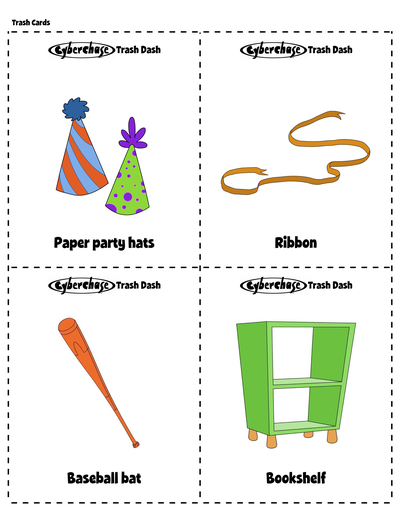 Trash Cards
Cyberchase Trash Dash
Cyberchase Trash Dash
Paper party hats
Ribbon
Cyberchase Trash Dash
Cyberchase Trash Dash
Baseball bat
Bookshelf